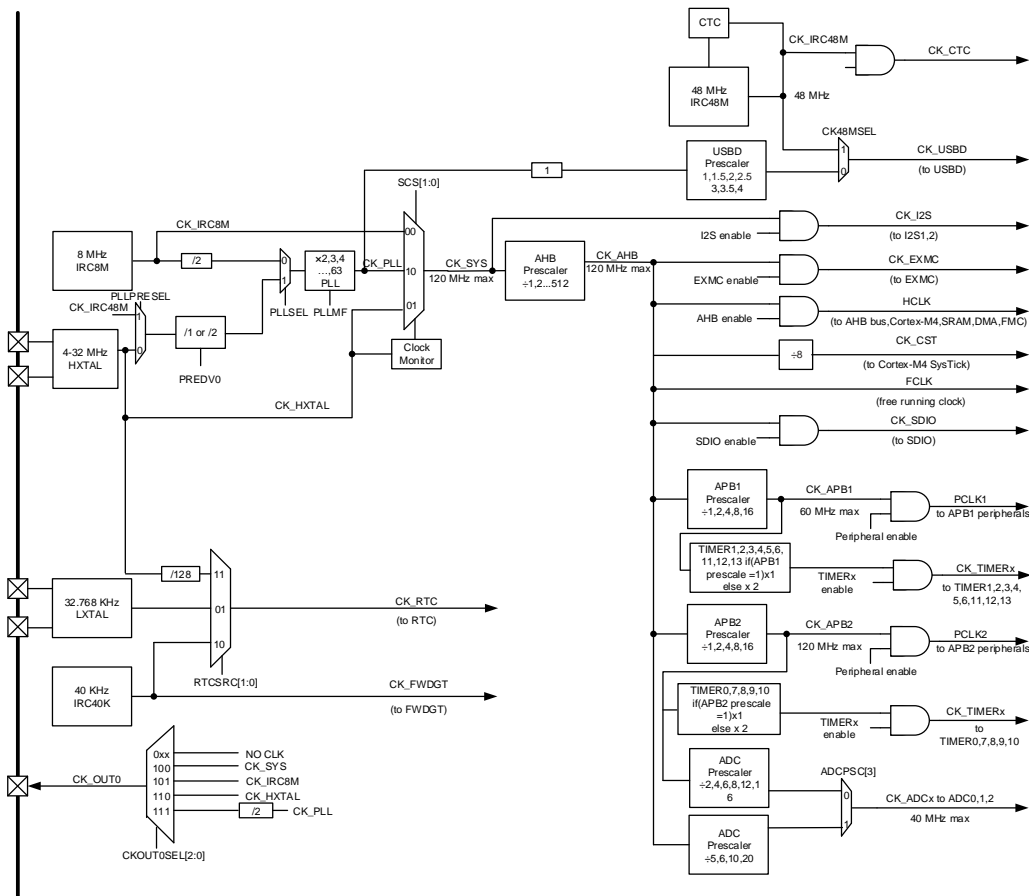 CTC
CK_IRC48M
CK_CTC
48 MHz
IRC48M
48 MHz
CK48MSEL
USBD
Prescaler
1,1.5,2,2.5
3,3.5,4
1
0
CK_USBD
(to USBD)
1
SCS[1:0]
CK_IRC8M
00
CK_I2S
I2S enable
(to I2S1,2)
8 MHz
IRC8M
/2
0
1
×2,3,4
…,63
PLL
CK_PLL
10
CK_SYS
120 MHz max
AHB
Prescaler
÷1,2...512
CK_AHB
120 MHz max
CK_EXMC
EXMC enable
(to EXMC)
PLLPRESEL
CK_IRC48M
1
PLLSEL
PLLMF
01
HCLK
AHB enable
(to AHB bus,Cortex-M4,SRAM,DMA,FMC)
4-32 MHz
HXTAL
0
/1 or /2
Clock
Monitor
÷8
CK_CST
(to Cortex-M4 SysTick)
PREDV0
FCLK
(free running clock)
CK_HXTAL
CK_SDIO
SDIO enable
(to SDIO)
APB1
Prescaler
÷1,2,4,8,16
CK_APB1
60 MHz max
PCLK1
to APB1 peripherals
Peripheral enable
TIMER1,2,3,4,5,6,
11,12,13 if(APB1
prescale =1)x1
else x 2
TIMERx
enable
CK_TIMERx
to TIMER1,2,3,4,
5,6,11,12,13
/128
11
32.768 KHz
LXTAL
01
CK_RTC
(to RTC)
10
APB2
Prescaler
÷1,2,4,8,16
CK_APB2
120 MHz max
PCLK2
to APB2 peripherals
Peripheral enable
RTCSRC[1:0]
40 KHz
IRC40K
CK_FWDGT
(to FWDGT)
TIMER0,7,8,9,10
if(APB2 prescale
=1)x1
else x 2
TIMERx
enable
CK_TIMERx
to
TIMER0,7,8,9,10
0xx
NO CLK
100
CK_SYS
CK_OUT0
101
CK_IRC8M
110
CK_HXTAL
111
/2
CK_PLL
CKOUT0SEL[2:0]
ADC
Prescaler
÷2,4,6,8,12,1
6
ADCPSC[3]
0
1
CK_ADCx to ADC0,1,2
40 MHz max
ADC
Prescaler
÷5,6,10,20